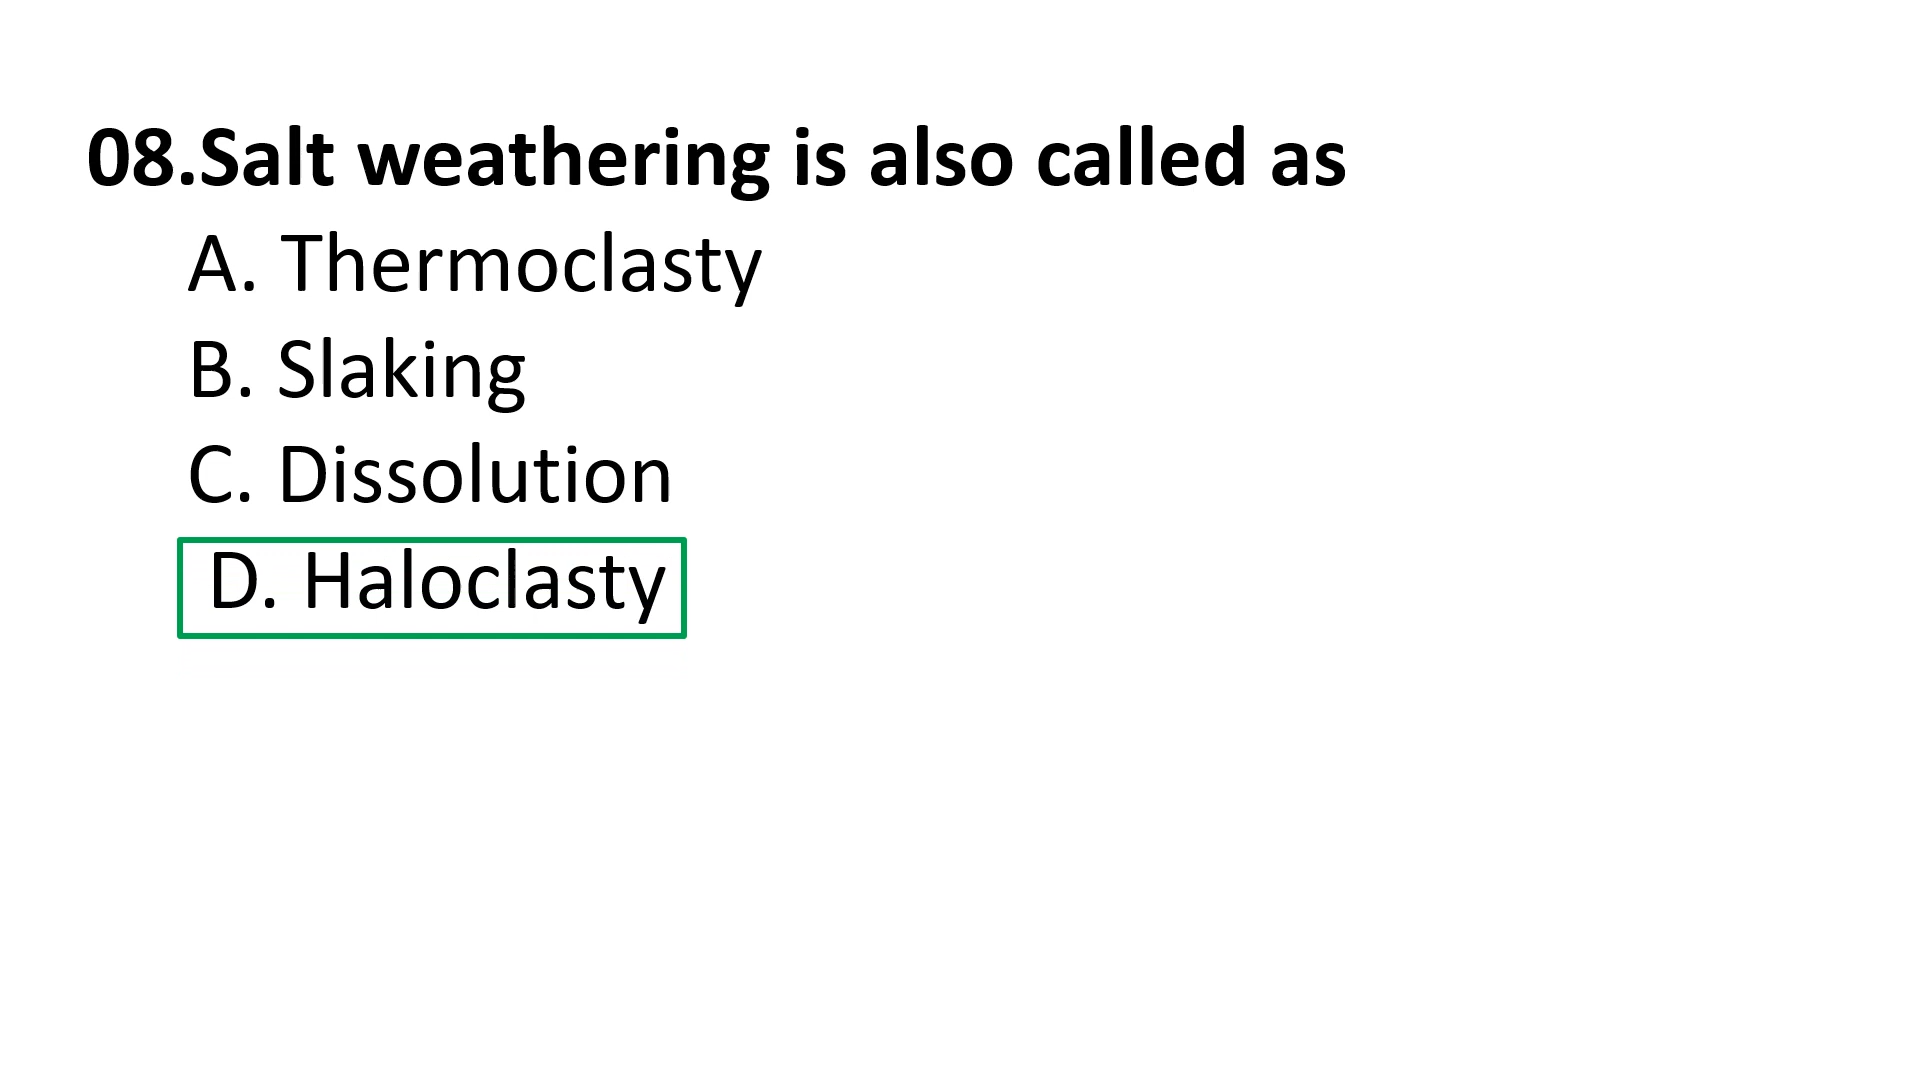 08.Salt weathering is also called as
A. Thermoclasty
B. Slaking
C. Dissolution
D. Haloclasty